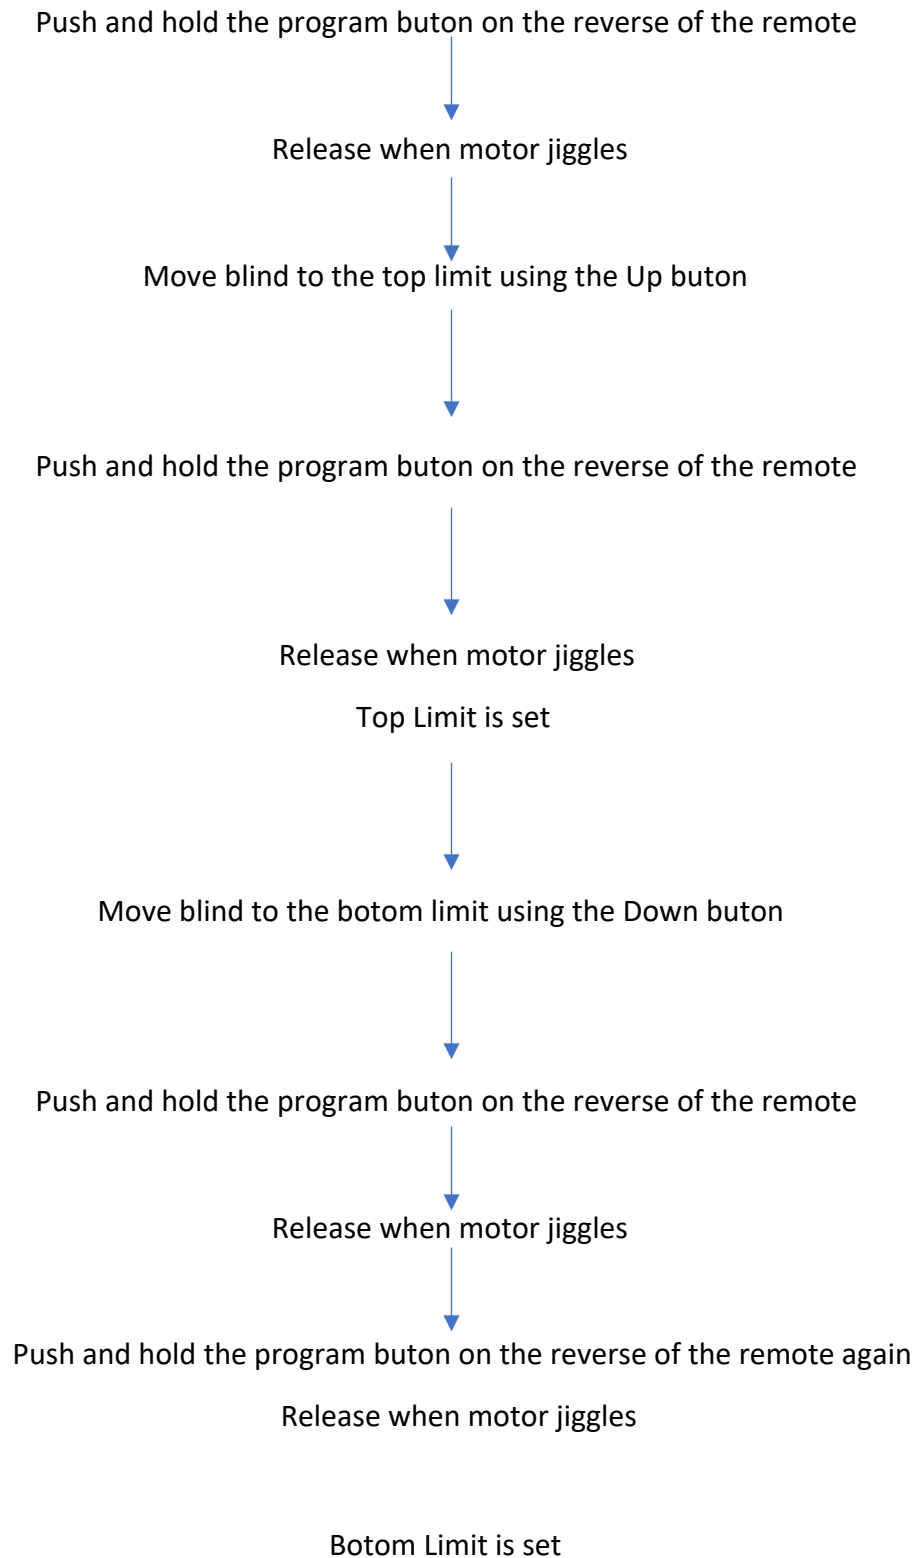 Push and hold the program buton on the reverse of the remote
Release when motor jiggles
Move blind to the top limit using the Up buton
Push and hold the program buton on the reverse of the remote
Release when motor jiggles
Top Limit is set
Move blind to the botom limit using the Down buton
Push and hold the program buton on the reverse of the remote
Release when motor jiggles
Push and hold the program buton on the reverse of the remote again
Release when motor jiggles
Botom Limit is set